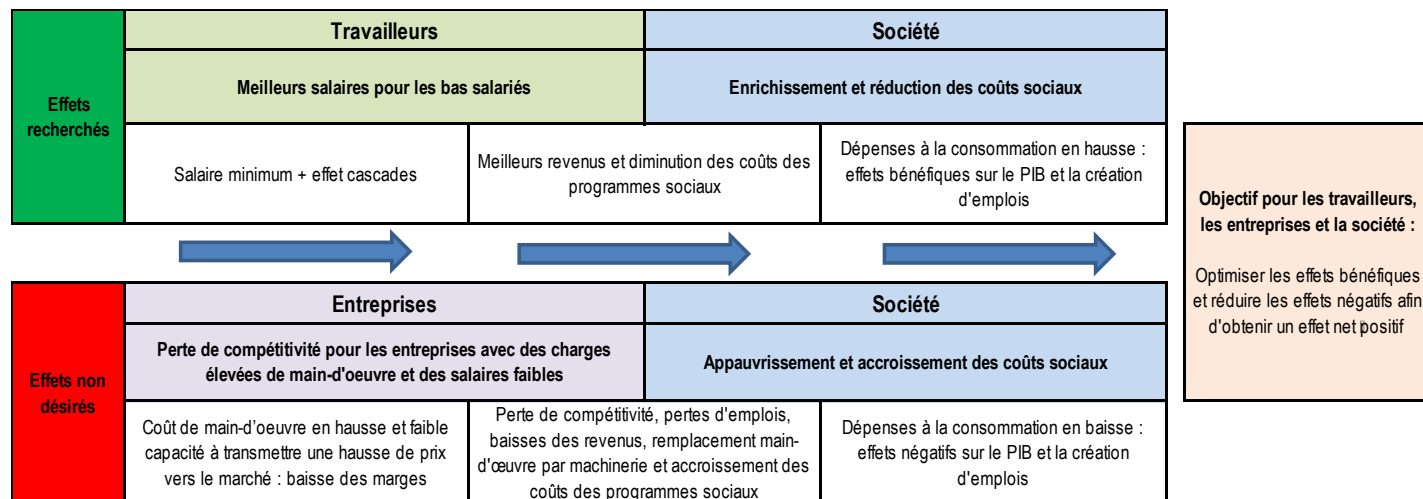 Effets
recherchés
Travailleurs
Société
Meilleurs salaires pour les bas salariés
Enrichissement et réduction des coûts sociaux
Salaire minimum + effet cascades
Meilleurs revenus et diminution des coûts des
programmes sociaux
Dépenses à la consommation en hausse :
effets bénéfiques sur le PIB et la création
d'emplois
Effets non
désirés
Entreprises
Société
Perte de compétitivité pour les entreprises avec des charges
élevées de main-d'oeuvre et des salaires faibles
Appauvrissement et accroissement des coûts sociaux
Coût de main-d'oeuvre en hausse et faible
capacité à transmettre une hausse de prix
vers le marché : baisse des marges
Perte de compétitivité, pertes d'emplois,
baisses des revenus, remplacement main-
d'œuvre par machinerie et accroissement des
coûts des programmes sociaux
Dépenses à la consommation en baisse :
effets négatifs sur le PIB et la création
d'emplois
Objectif pour les travailleurs,
les entreprises et la société :
Optimiser les effets bénéfiques
et réduire les effets négatifs afin
d'obtenir un effet net positif